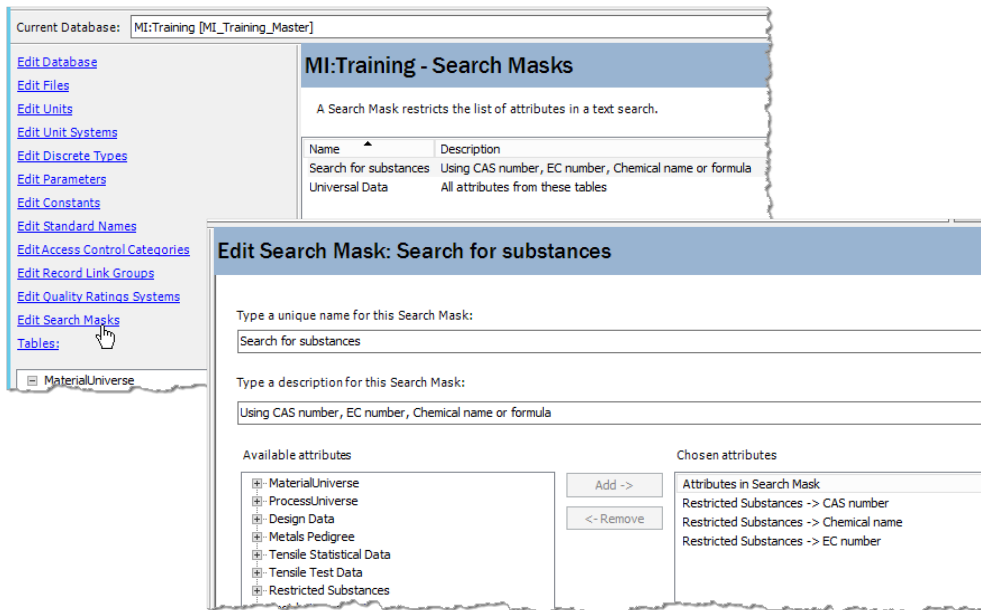 Current Database: MI:Training [MI_Training_Master]
Edit Database
Edit Files
Edit Units
Edit Unit Systems
Edit Discrete Types
Edit Parameters
Edit Constants
Edit Standard Names
Edit Access Control Categories
Edit Record Link Groups
Edit Quality Ratings Systems
Edit Search Masks
Tables:
MaterialUniverse
MI:Training - Search Masks
A Search Mask restricts the list of attributes in a text search.
Name Description
Search for substances Using CAS number, EC number, Chemical name or formula
Universal Data All attributes from these tables
Edit Search Mask: Search for substances
Type a unique name for this Search Mask:
Search for substances
Type a description for this Search Mask:
Using CAS number, EC number, Chemical name or formula
Available attributes
MaterialUniverse
ProcessUniverse
Design Data
Metals Pedigree
Tensile Statistical Data
Tensile Test Data
Restricted Substances
Add ->
<- Remove
Chosen attributes
Attributes in Search Mask
Restricted Substances -> CAS number
Restricted Substances -> Chemical name
Restricted Substances -> EC number